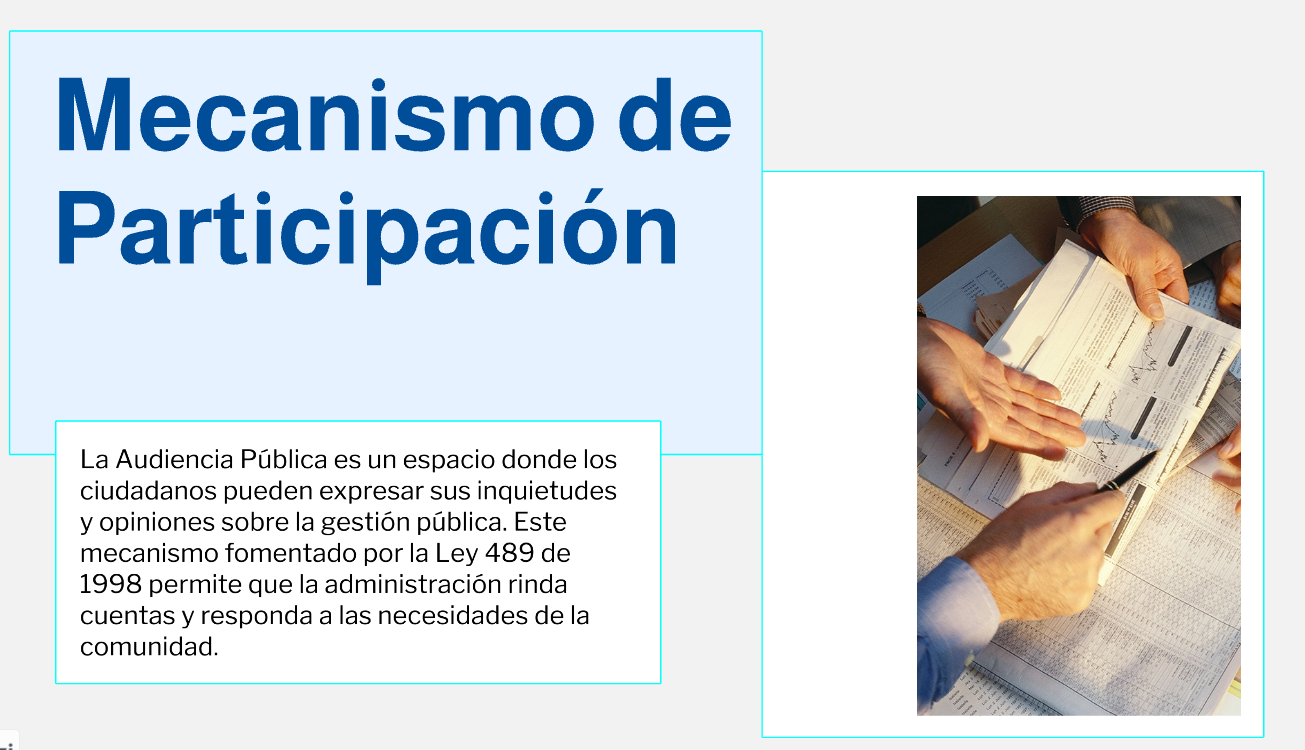 Mecanismo de
Participación
La Audiencia Pública es un espacio donde los
ciudadanos pueden expresar sus inquietudes
y opiniones sobre la gestión pública. Este
mecanismo fomentado por la Ley 489 de
1998 permite que la administración rinda
cuentas y responda a las necesidades de la
comunidad.